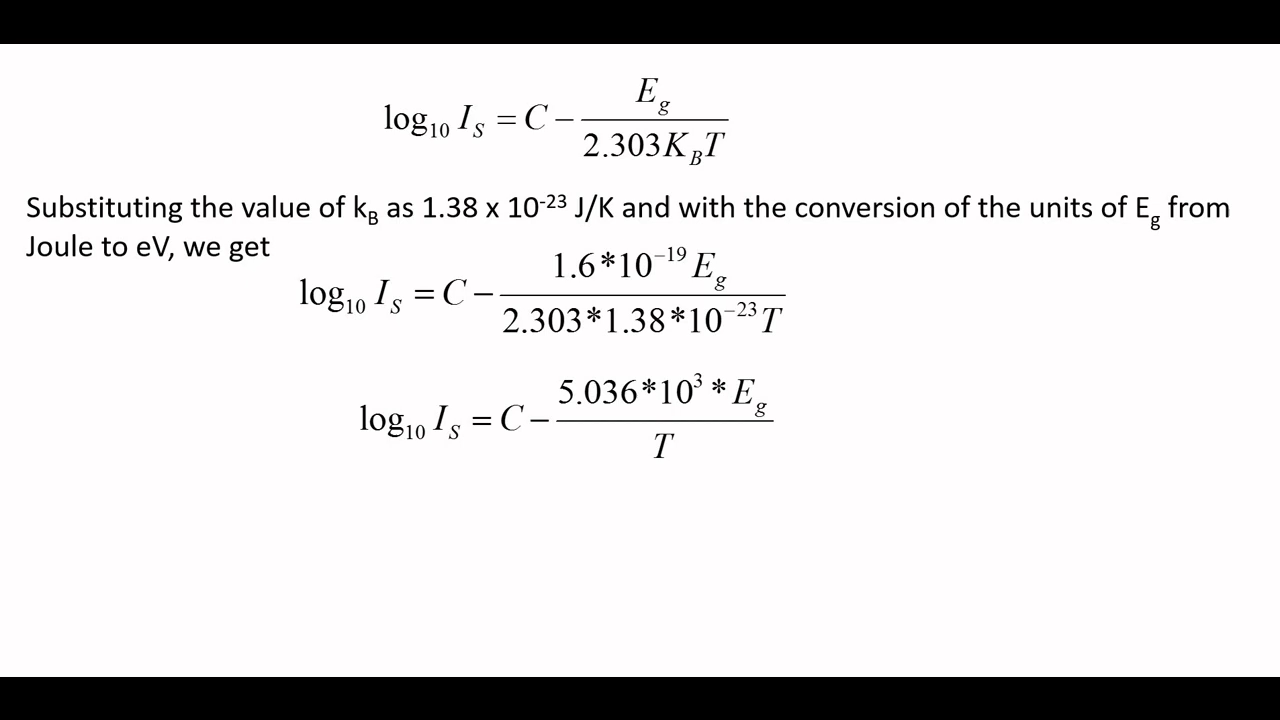 log₁₀ I_S = C − E_g / 2.303K_BT
Substituting the value of k_B as 1.38 x 10⁻²³ J/K and with the conversion of the units of E_g from
Joule to eV, we get
log₁₀ I_S = C − 1.6*10⁻¹⁹ E_g / 2.303*1.38*10⁻²³ T
log₁₀ I_S = C − 5.036*10³ * E_g / T